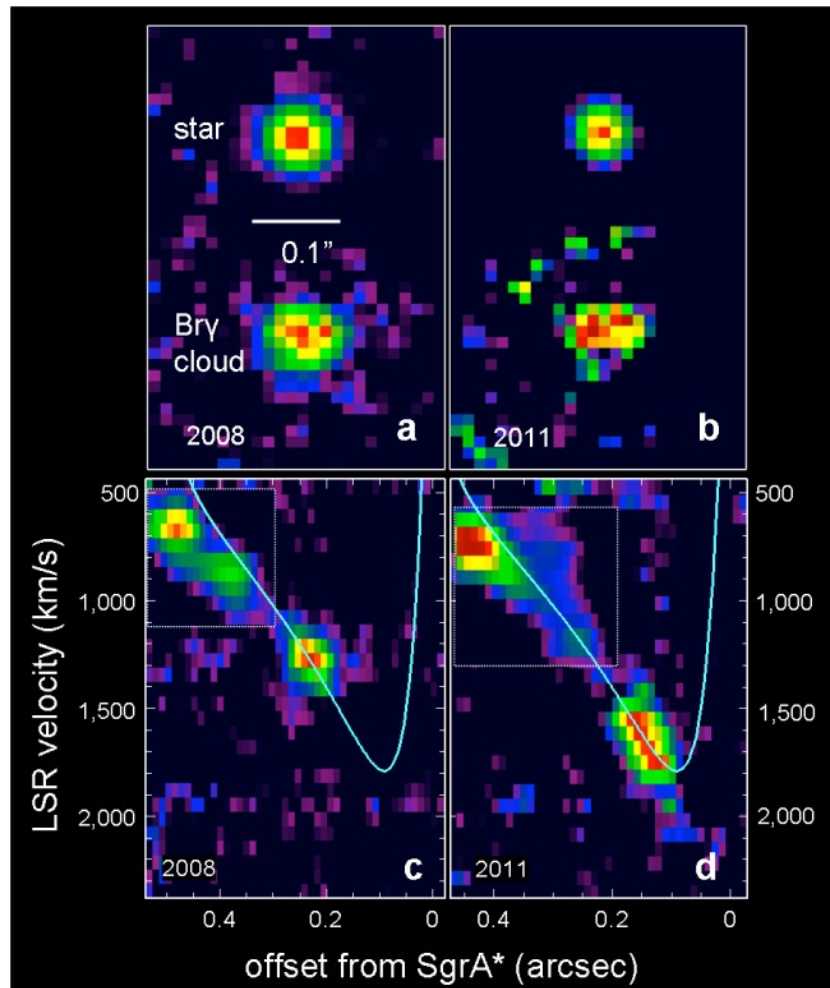 star
0.1”
Brγ
cloud
2008
a
2011
b
500
1,000
1,500
2,000
LSR velocity (km/s)
2008
c
0.4
0.2
0
2011
d
500
1,000
1,500
2,000
0.4
0.2
0
offset from SgrA* (arcsec)